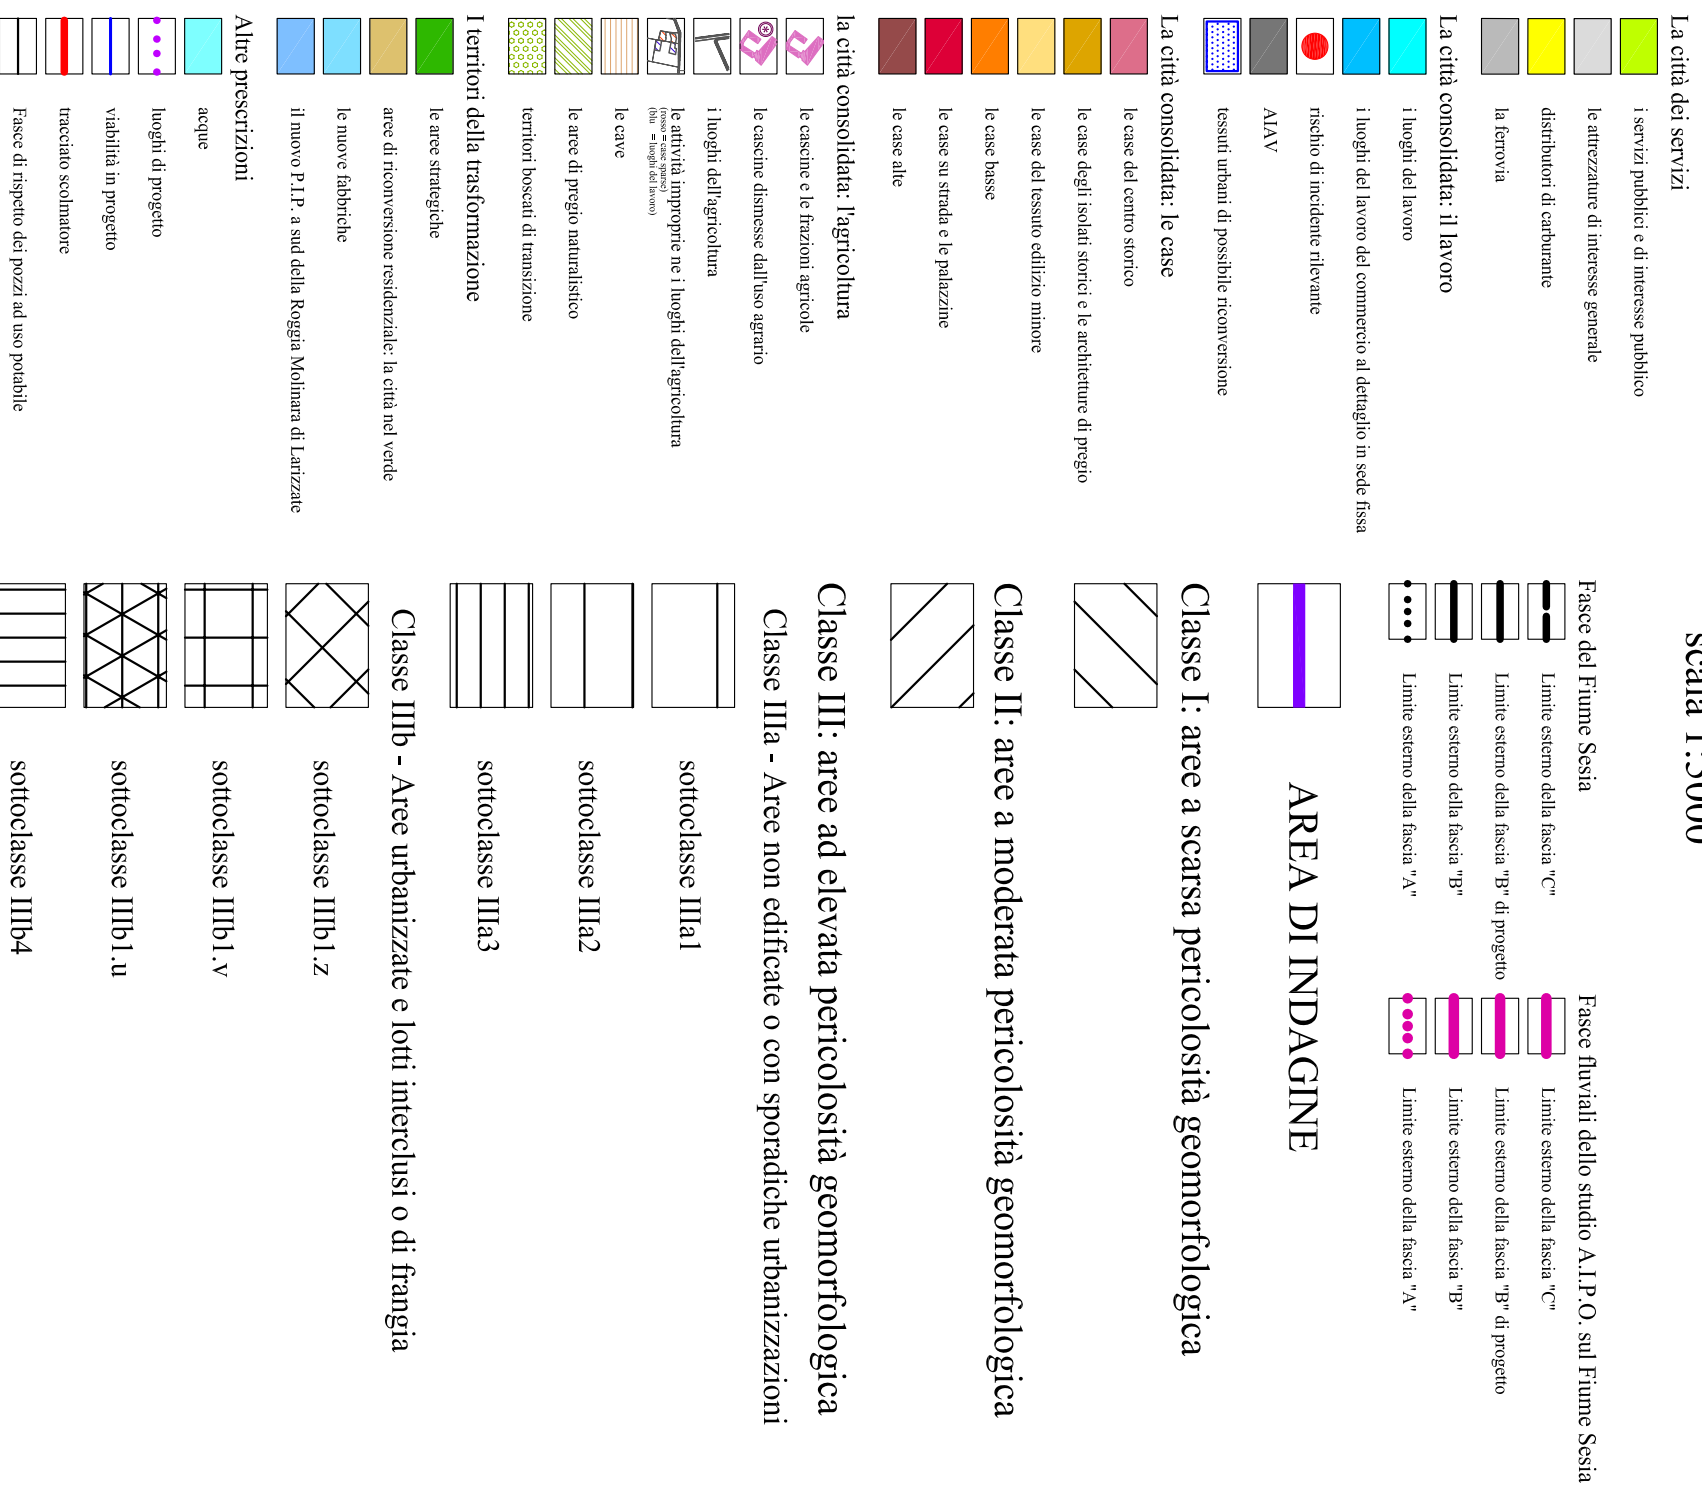 scala 1:5000
La città dei servizi
i servizi pubblici e di interesse pubblico
le attrezzature di interesse generale
distributori di carburante
la ferrovia
La città consolidata: il lavoro
i luoghi del lavoro
i luoghi del lavoro del commercio al dettaglio in sede fissa
rischio di incidente rilevante
AIAV
tessuti urbani di possibile riconversione
La città consolidata: le case
le case del centro storico
le case degli isolati storici e le architetture di pregio
le case del tessuto edilizio minore
le case basse
le case su strada e le palazzine
le case alte
la città consolidata: l'agricoltura
le cascine e le frazioni agricole
le cascine dismesse dall'uso agrario
i luoghi dell'agricoltura
le attività improprie ne i luoghi dell'agricoltura
(rosso = case sparse)
(blu = luoghi del lavoro)
le cave
le aree di pregio naturalistico
territori boscati di transizione
I territori della trasformazione
le aree strategiche
aree di riconversione residenziale: la città nel verde
le nuove fabbriche
il nuovo P.I.P. a sud della Roggia Molinara di Larizzate
Altre prescrizioni
acque
luoghi di progetto
viabilità in progetto
tracciato scolmatore
Fasce di rispetto dei pozzi ad uso potabile
Fasce del Fiume Sesia
Limite esterno della fascia "C"
Limite esterno della fascia "B" di progetto
Limite esterno della fascia "B"
Limite esterno della fascia "A"
Fasce fluviali dello studio A.I.P.O. sul Fiume Sesia
Limite esterno della fascia "C"
Limite esterno della fascia "B" di progetto
Limite esterno della fascia "B"
Limite esterno della fascia "A"
AREA DI INDAGINE
Classe I: aree a scarsa pericolosità geomorfologica
Classe II: aree a moderata pericolosità geomorfologica
Classe III: aree ad elevata pericolosità geomorfologica
Classe IIIa - Aree non edificate o con sporadiche urbanizzazioni
sottoclasse IIIa1
sottoclasse IIIa2
sottoclasse IIIa3
Classe IIIb - Aree urbanizzate e lotti interclusi o di frangia
sottoclasse IIIb1.z
sottoclasse IIIb1.v
sottoclasse IIIb1.u
sottoclasse IIIb4